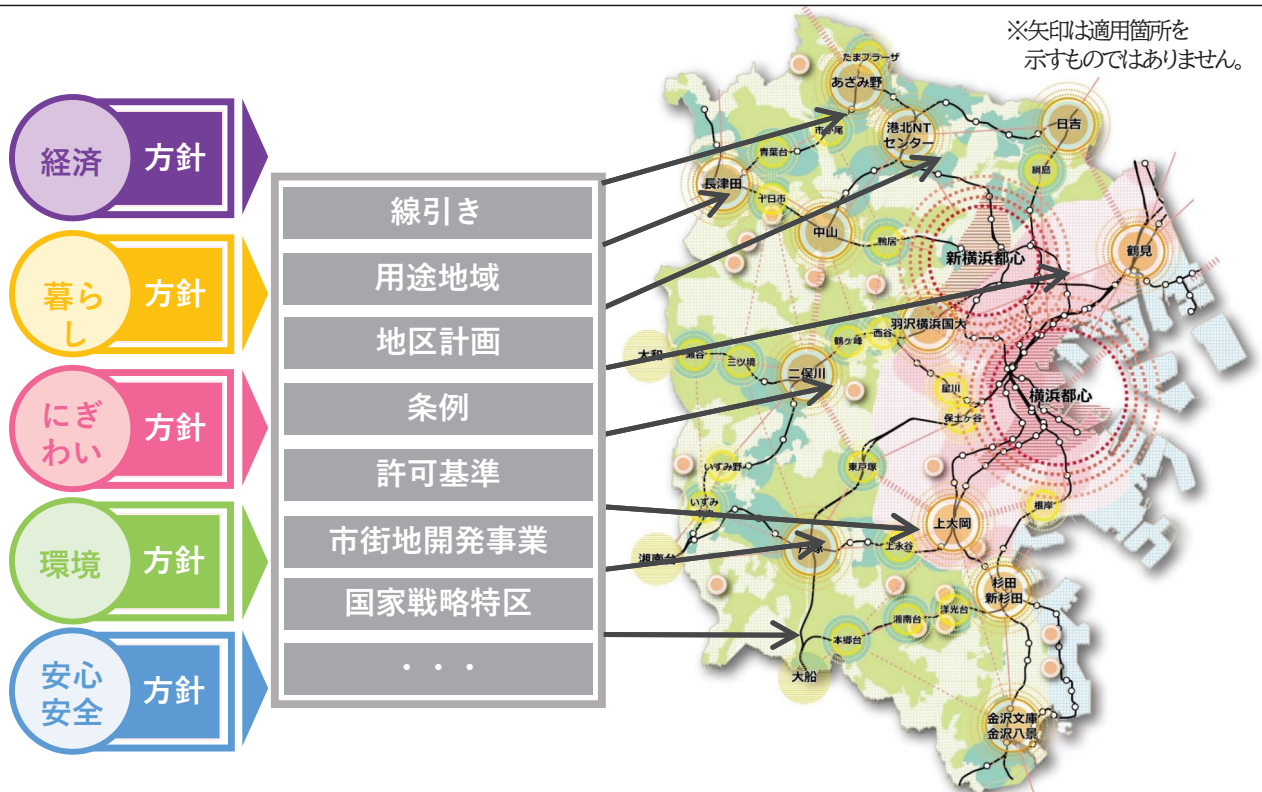 ※矢印は適用箇所を
示すものではありません。
経済
方針
暮ら
し
方針
にぎ
わい
方針
環境
方針
安心
安全
方針
線引き
用途地域
地区計画
条例
許可基準
市街地開発事業
国家戦略特区
・・・
たまプラーザ
あざみ野
港北NT
センター
日吉
市が尾
青葉台
綱島
長津田
十日市
中山
鴨居
新横浜都心
鶴見
羽沢横浜国大
西谷
鶴ヶ峰
大和
瀬谷
三ツ境
二俣川
星川
保土ヶ谷
横浜都心
いずみ野
東戸塚
いずみ
根岸
上大岡
戸塚
上永谷
湘南台
杉田
新杉田
洋光台
湘南台
本郷台
大船
金沢文庫
金沢八景